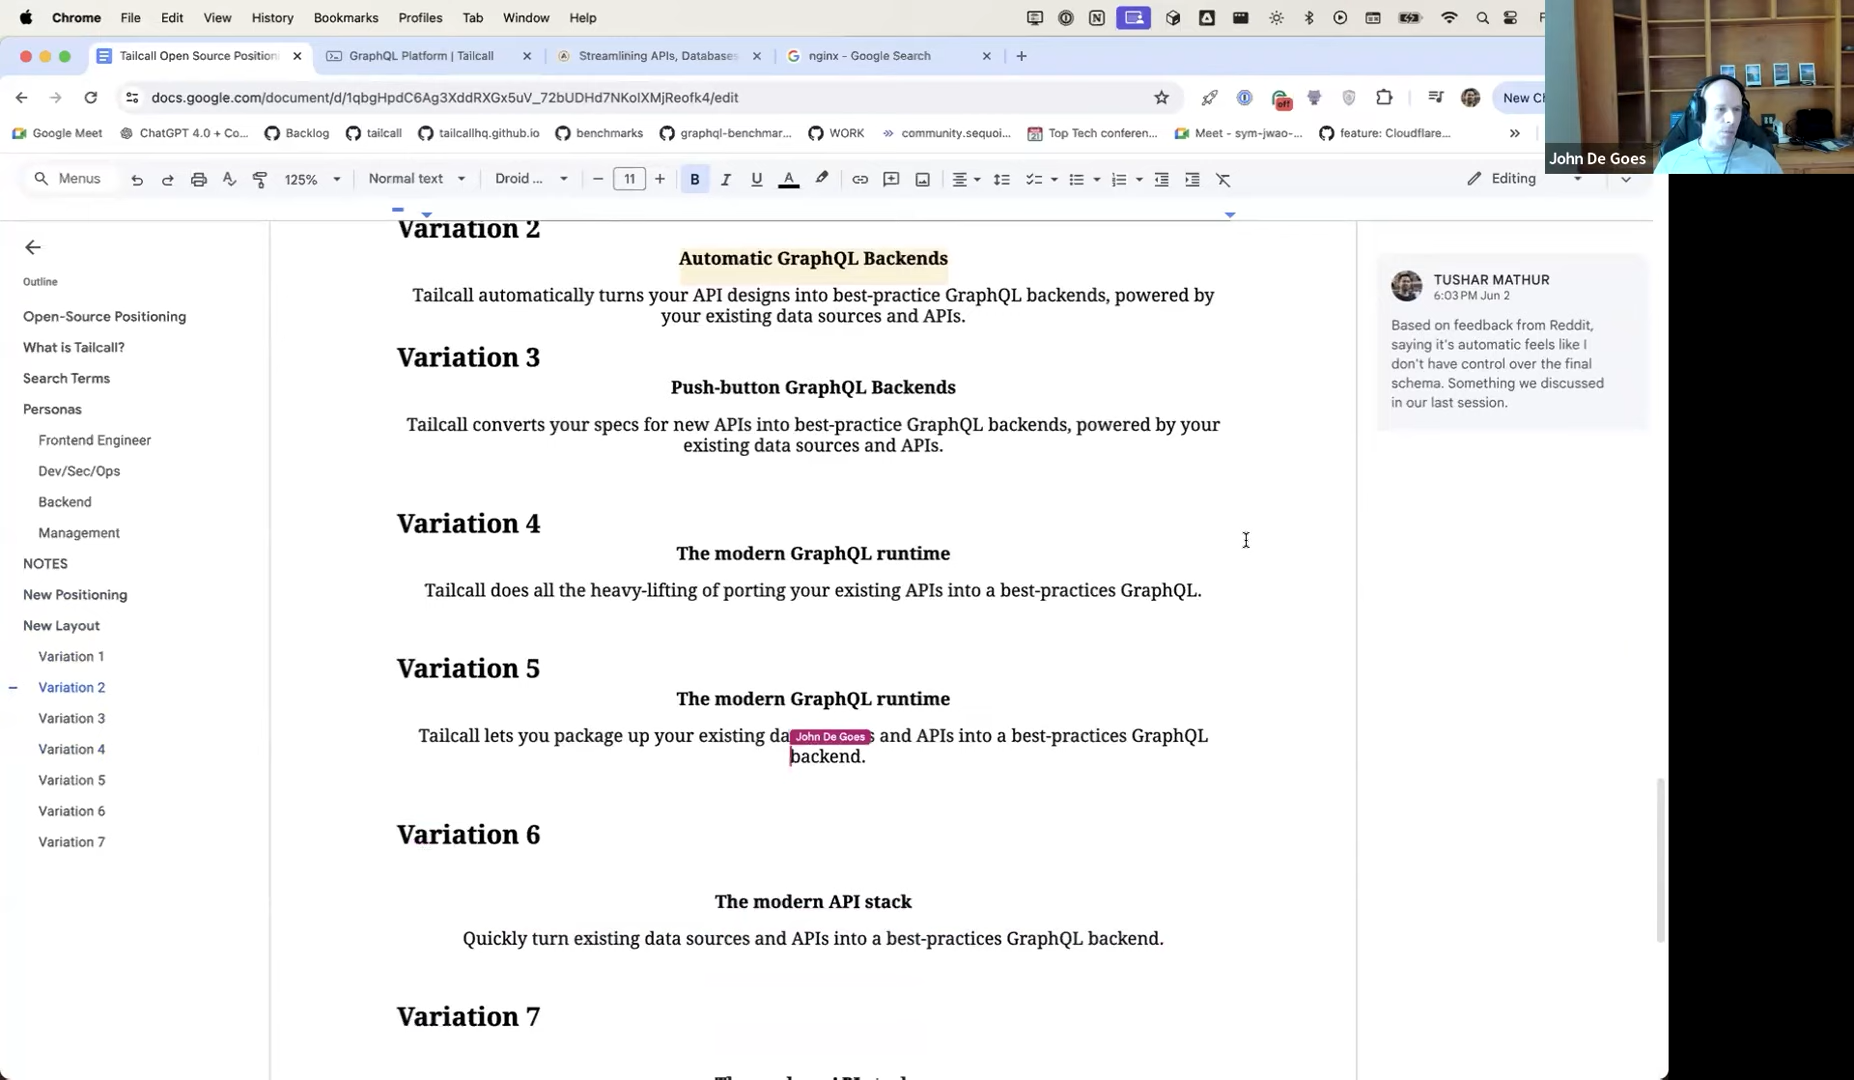 Chrome File Edit View History Bookmarks Profiles Tab Window Help
Tailcall Open Source Position
GraphQL Platform | Tailcall
Streamlining APIs, Databases
nginx - Google Search
docs.google.com/document/d/1qbgHpdC6Ag3XddRXGx5uV_72bUDHd7NKolXMjReofk4/edit
off
New Ch
Google Meet ChatGPT 4.0 + Co... Backlog tailcall tailcallhq.github.io benchmarks graphql-benchmar... WORK community.sequoi... Top Tech conferen... Meet - sym-jwao-... feature: Cloudflare...
John De Goes
Menus 125% Normal text Droid ... 11 B I U A Editing
Outline
Open-Source Positioning
What is Tailcall?
Search Terms
Personas
Frontend Engineer
Dev/Sec/Ops
Backend
Management
NOTES
New Positioning
New Layout
Variation 1
Variation 2
Variation 3
Variation 4
Variation 5
Variation 6
Variation 7
Variation 2
Automatic GraphQL Backends
Tailcall automatically turns your API designs into best-practice GraphQL backends, powered by
your existing data sources and APIs.
Variation 3
Push-button GraphQL Backends
Tailcall converts your specs for new APIs into best-practice GraphQL backends, powered by your
existing data sources and APIs.
Variation 4
The modern GraphQL runtime
Tailcall does all the heavy-lifting of porting your existing APIs into a best-practices GraphQL.
Variation 5
The modern GraphQL runtime
Tailcall lets you package up your existing da John De Goes s and APIs into a best-practices GraphQL
backend.
Variation 6
The modern API stack
Quickly turn existing data sources and APIs into a best-practices GraphQL backend.
Variation 7
TUSHAR MATHUR
6:03 PM Jun 2
Based on feedback from Reddit,
saying it's automatic feels like I
don't have control over the final
schema. Something we discussed
in our last session.